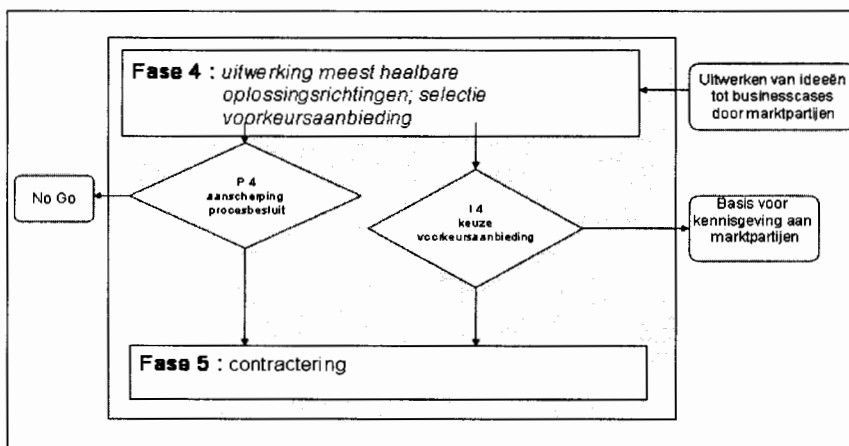 Fase 4 : uitwerking meest haalbare
oplossingsrichtingen; selectie
voorkeursaanbieding
Uitwerken van ideeën
tot businesscases
door marktpartijen
No Go
P 4
aanscherping
procesbesluit
I 4
keuze
voorkeursaanbieding
Basis voor
kennisgeving aan
marktpartijen
Fase 5 : contractering